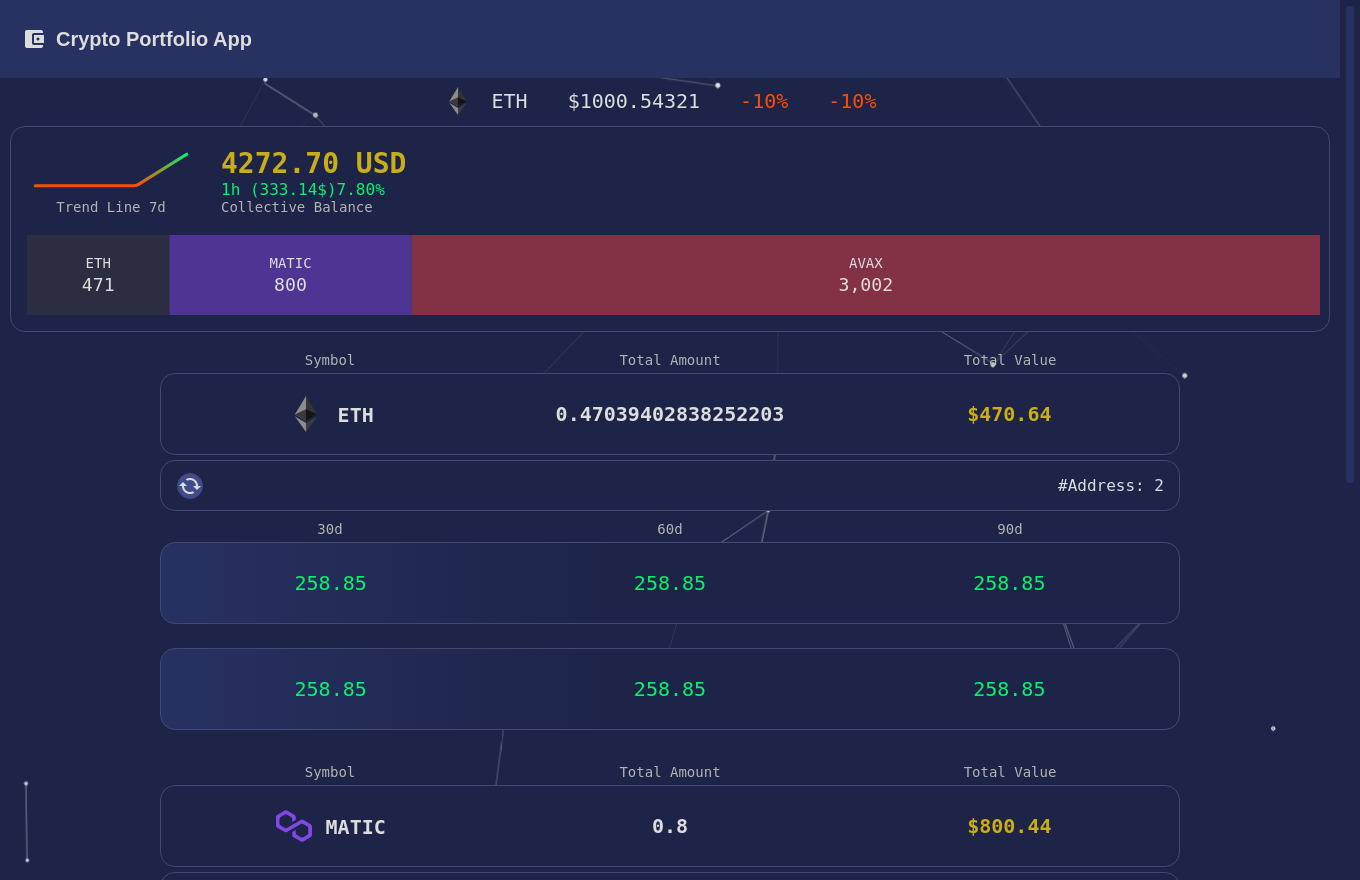 Crypto Portfolio App
ETH $1000.54321 -10% -10%
4272.70 USD
1h (333.14$)7.80%
Trend Line 7d Collective Balance
ETH MATIC AVAX
471 800 3,002
Symbol Total Amount Total Value
ETH 0.47039402838252203 $470.64
#Address: 2
30d 60d 90d
258.85 258.85 258.85
258.85 258.85 258.85
Symbol Total Amount Total Value
MATIC 0.8 $800.44